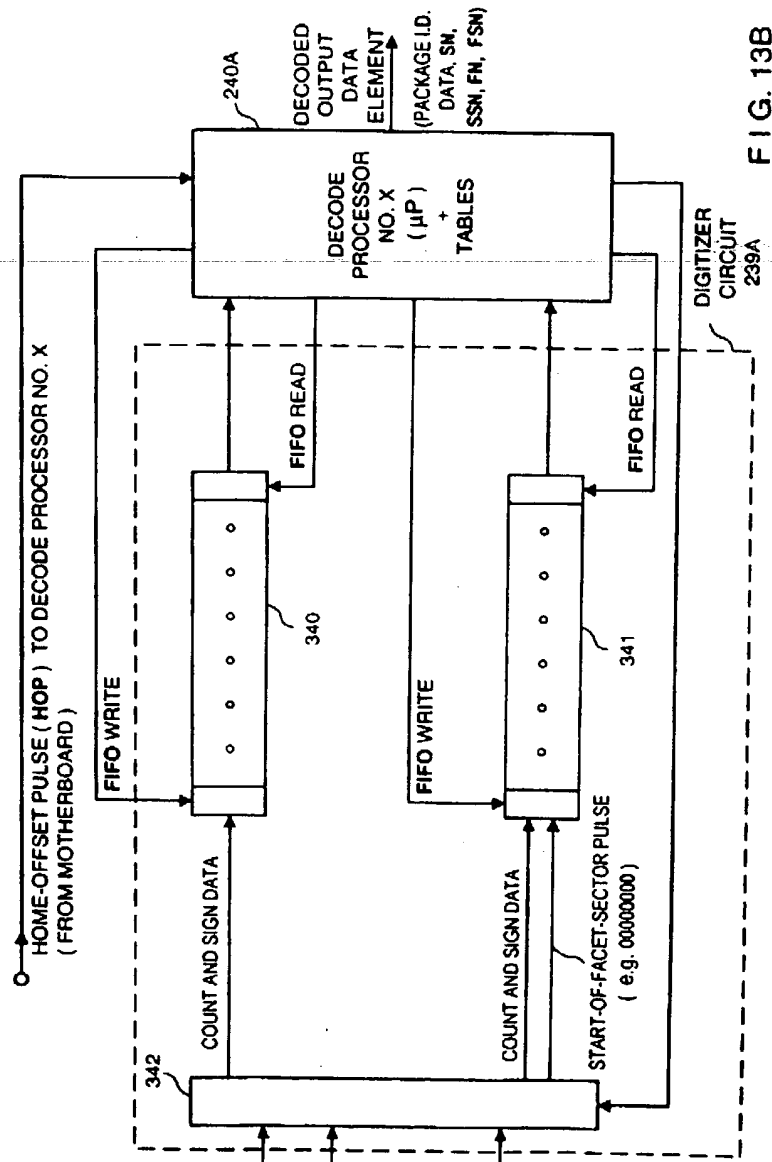 HOME-OFFSET PULSE ( HOP ) TO DECODE PROCESSOR NO. X
( FROM MOTHERBOARD )
FIFO WRITE
240A
DECODED
OUTPUT
DATA
ELEMENT
(PACKAGE I.D.
DATA, SN,
SSN, FN, FSN)
DECODE
PROCESSOR
NO. X
( μP )
+
TABLES
342
COUNT AND SIGN DATA
340
FIFO READ
FIFO WRITE
COUNT AND SIGN DATA
START-OF-FACET-SECTOR PULSE
( e.g. 00000000 )
341
FIFO READ
DIGITIZER
CIRCUIT
239A
FIG. 13B